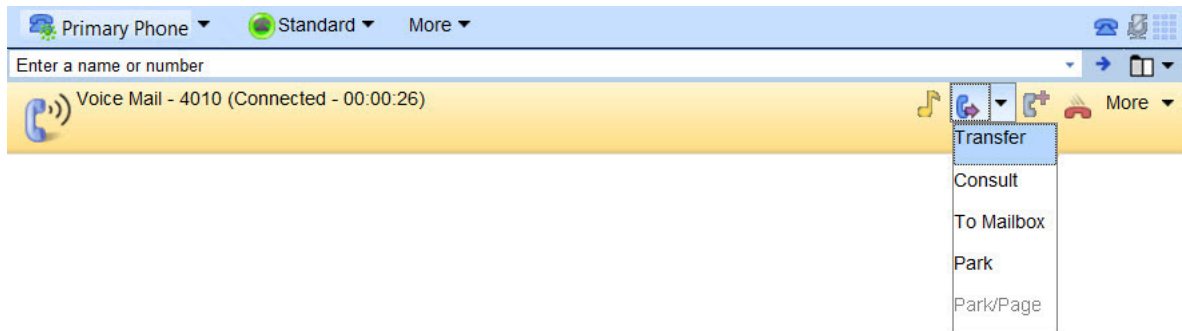 Primary Phone Standard More
Enter a name or number
Voice Mail - 4010 (Connected - 00:00:26) More
Transfer
Consult
To Mailbox
Park
Park/Page